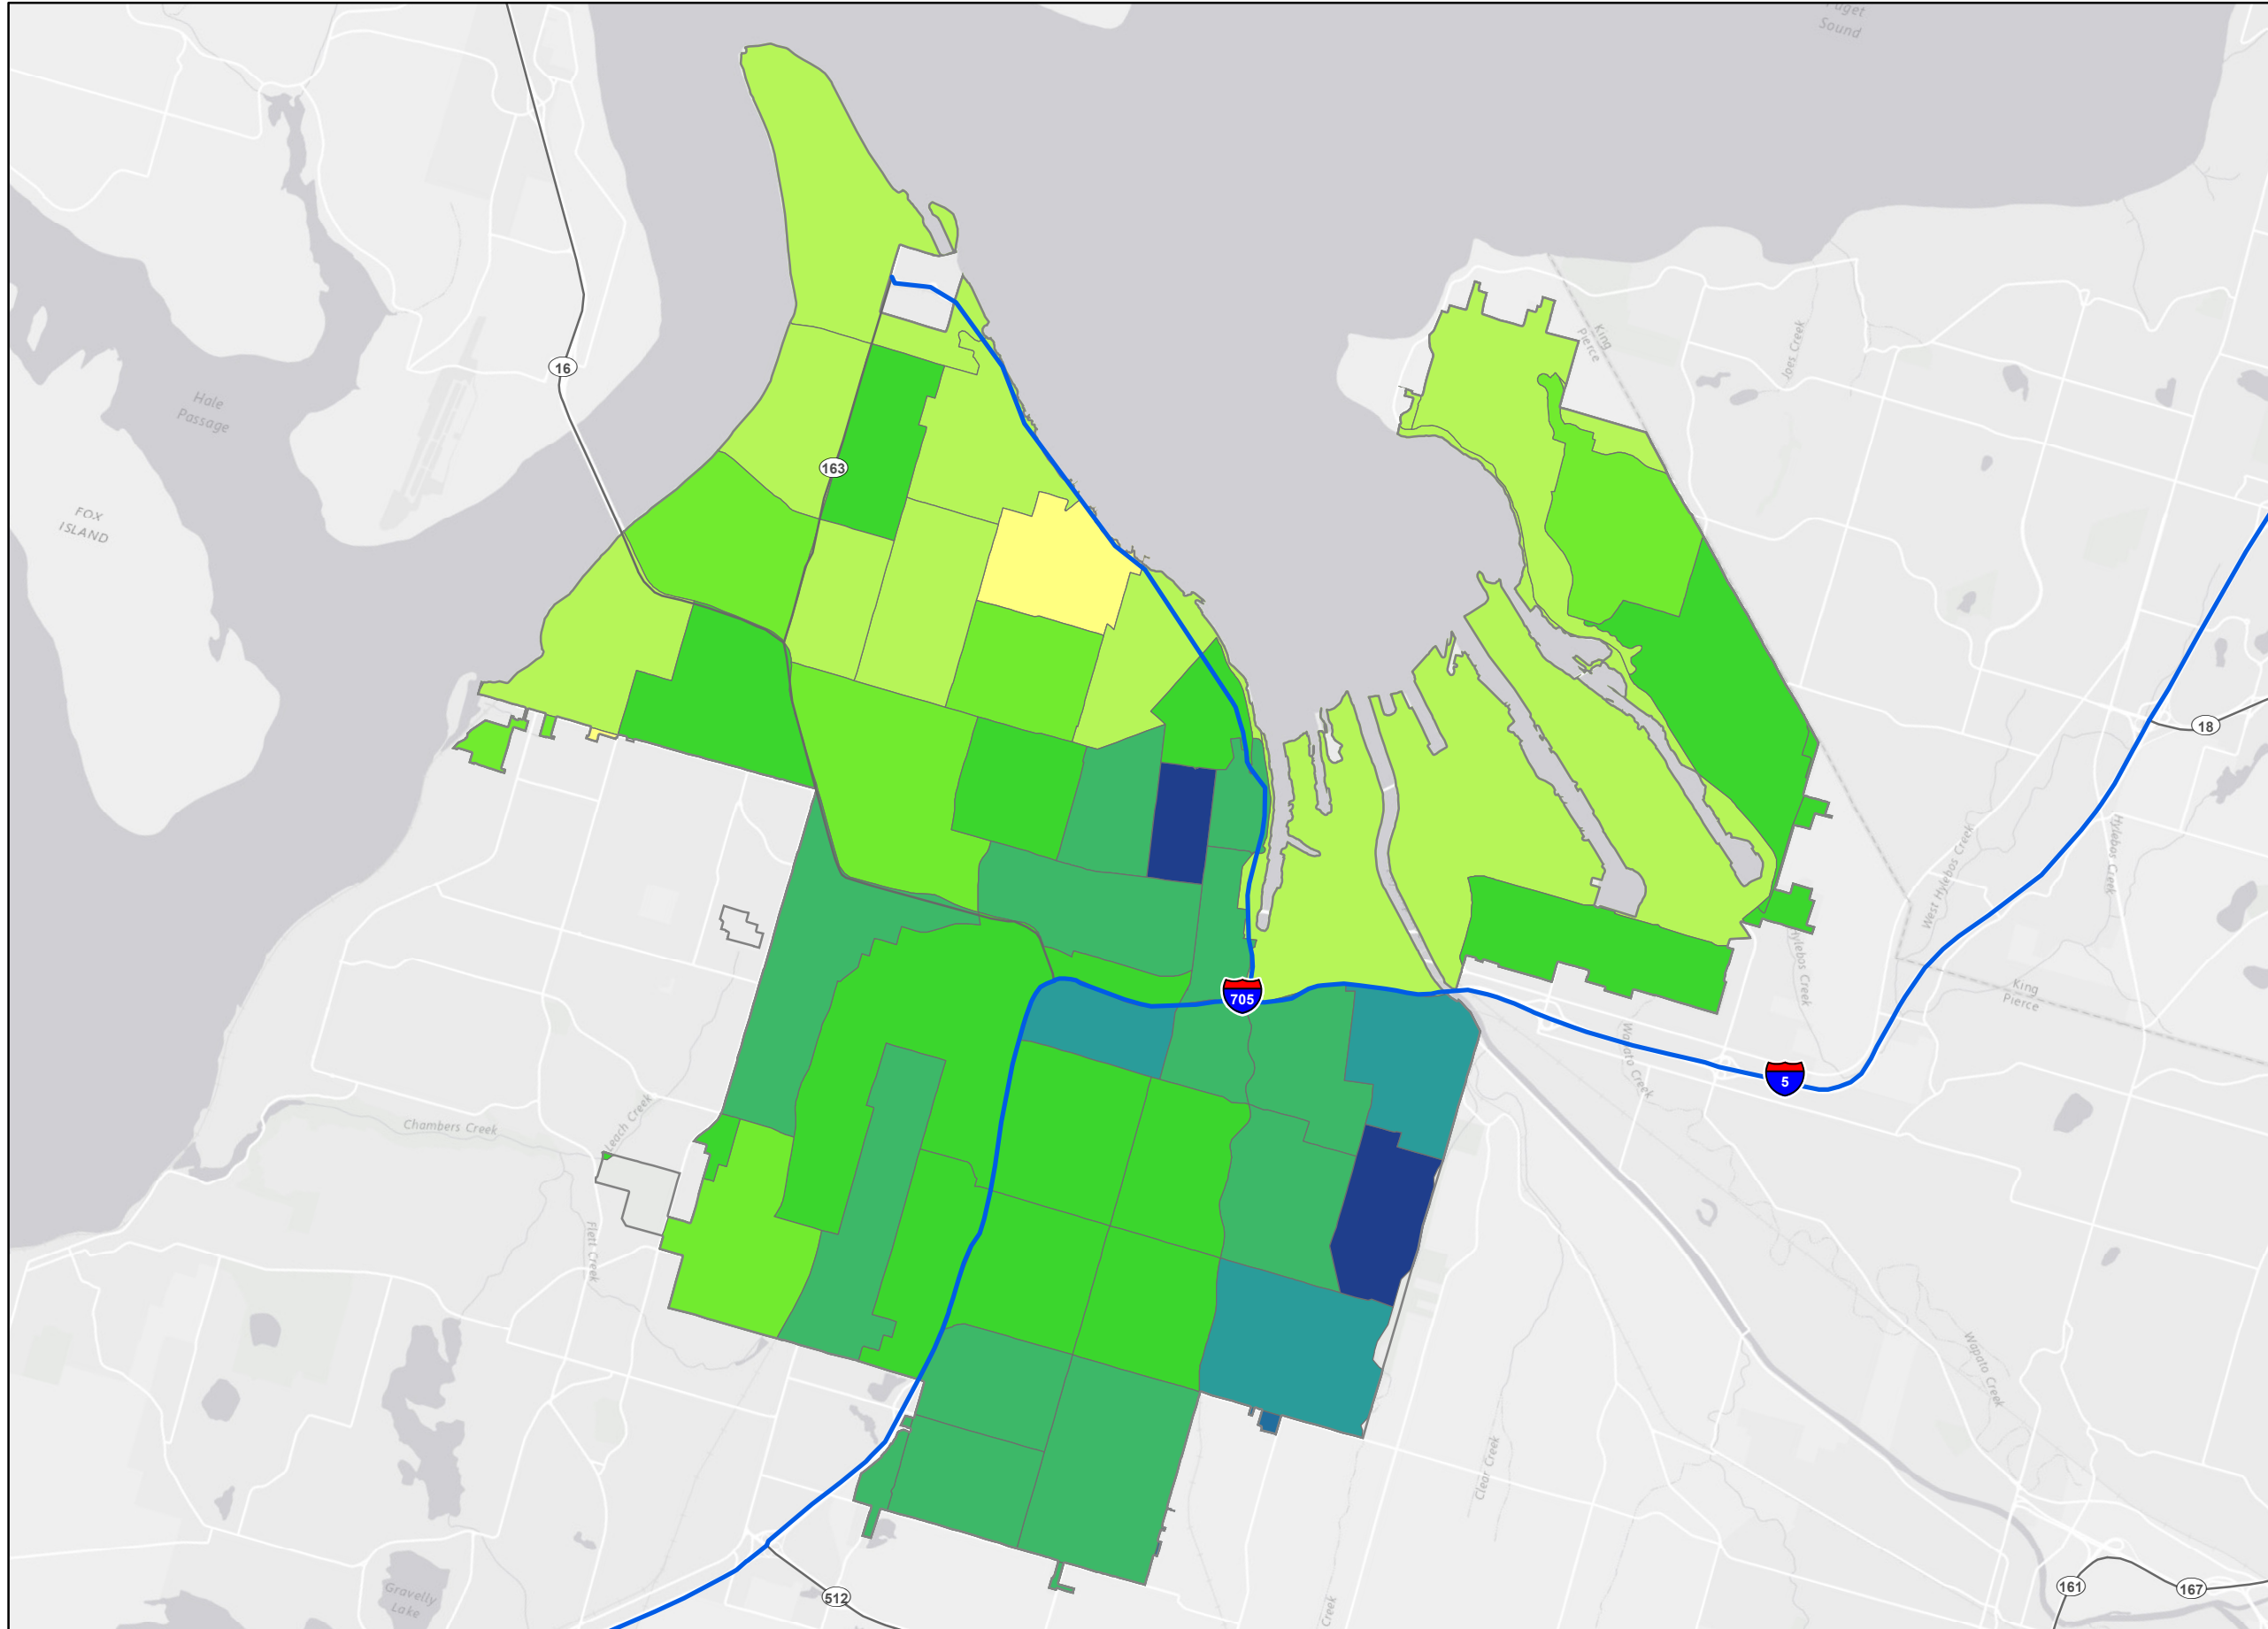 Puget
Sound
16
Hale
Passage
163
FOX
ISLAND
King
Pierce
Joes Creek
18
West Hylebos Creek
Hylebos Creek
Hylebos Creek
705
King
Pierce
5
Wapato Creek
Leach Creek
Chambers Creek
Flett Creek
Wapato Creek
Clear Creek
Gravelly
Lake
512
Creek
161
167